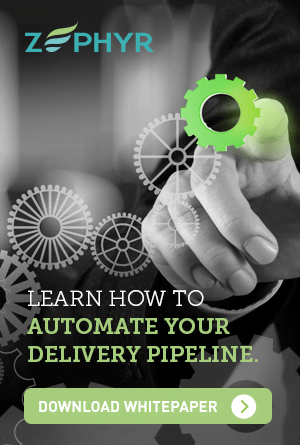 ZEPHYR
LEARN HOW TO
AUTOMATE YOUR
DELIVERY PIPELINE.
DOWNLOAD WHITEPAPER